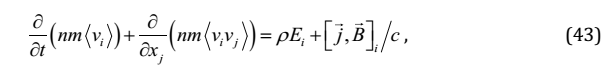 ∂/∂t (nm⟨v_i⟩) + ∂/∂x_j (nm⟨v_i v_j⟩) = ρE_i + [j⃗, B⃗]_i /c , (43)